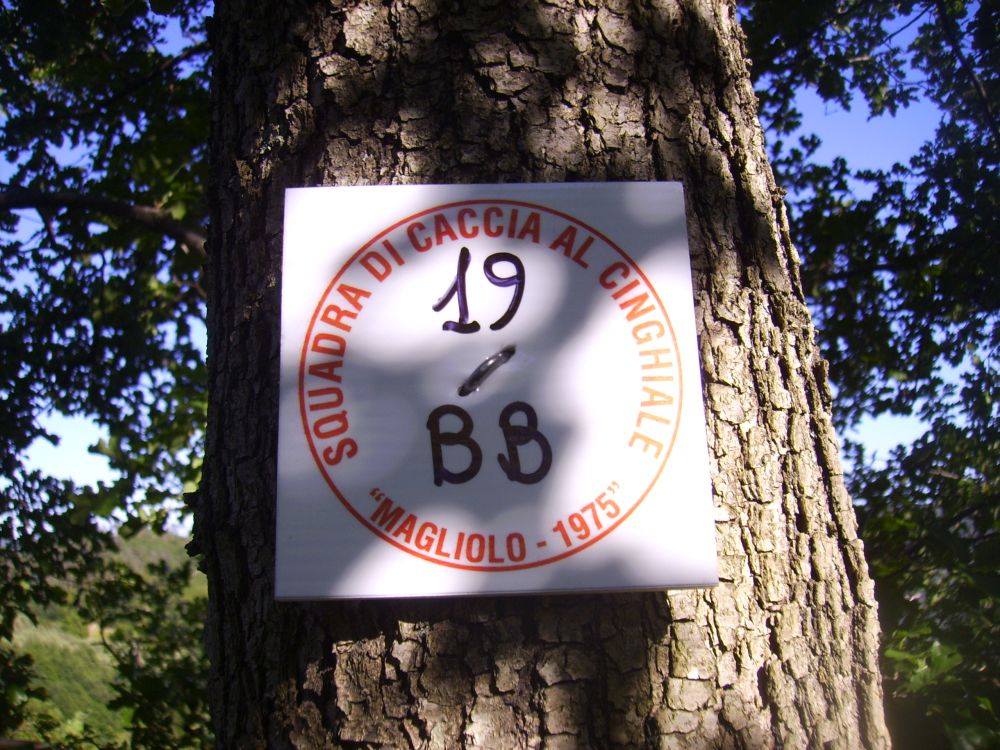 SQUADRA DI CACCIA AL CINGHIALE
19
/
BB
"MAGLIOLO - 1975"